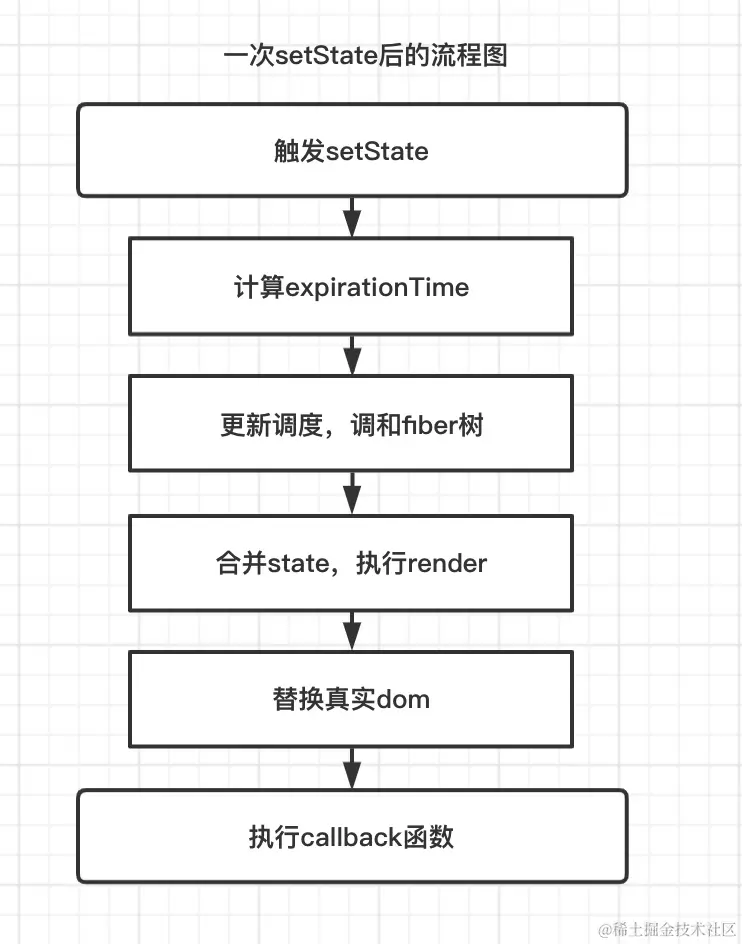 一次setState后的流程图
触发setState
计算expirationTime
更新调度，调和fiber树
合并state，执行render
替换真实dom
执行callback函数
@稀土掘金技术社区